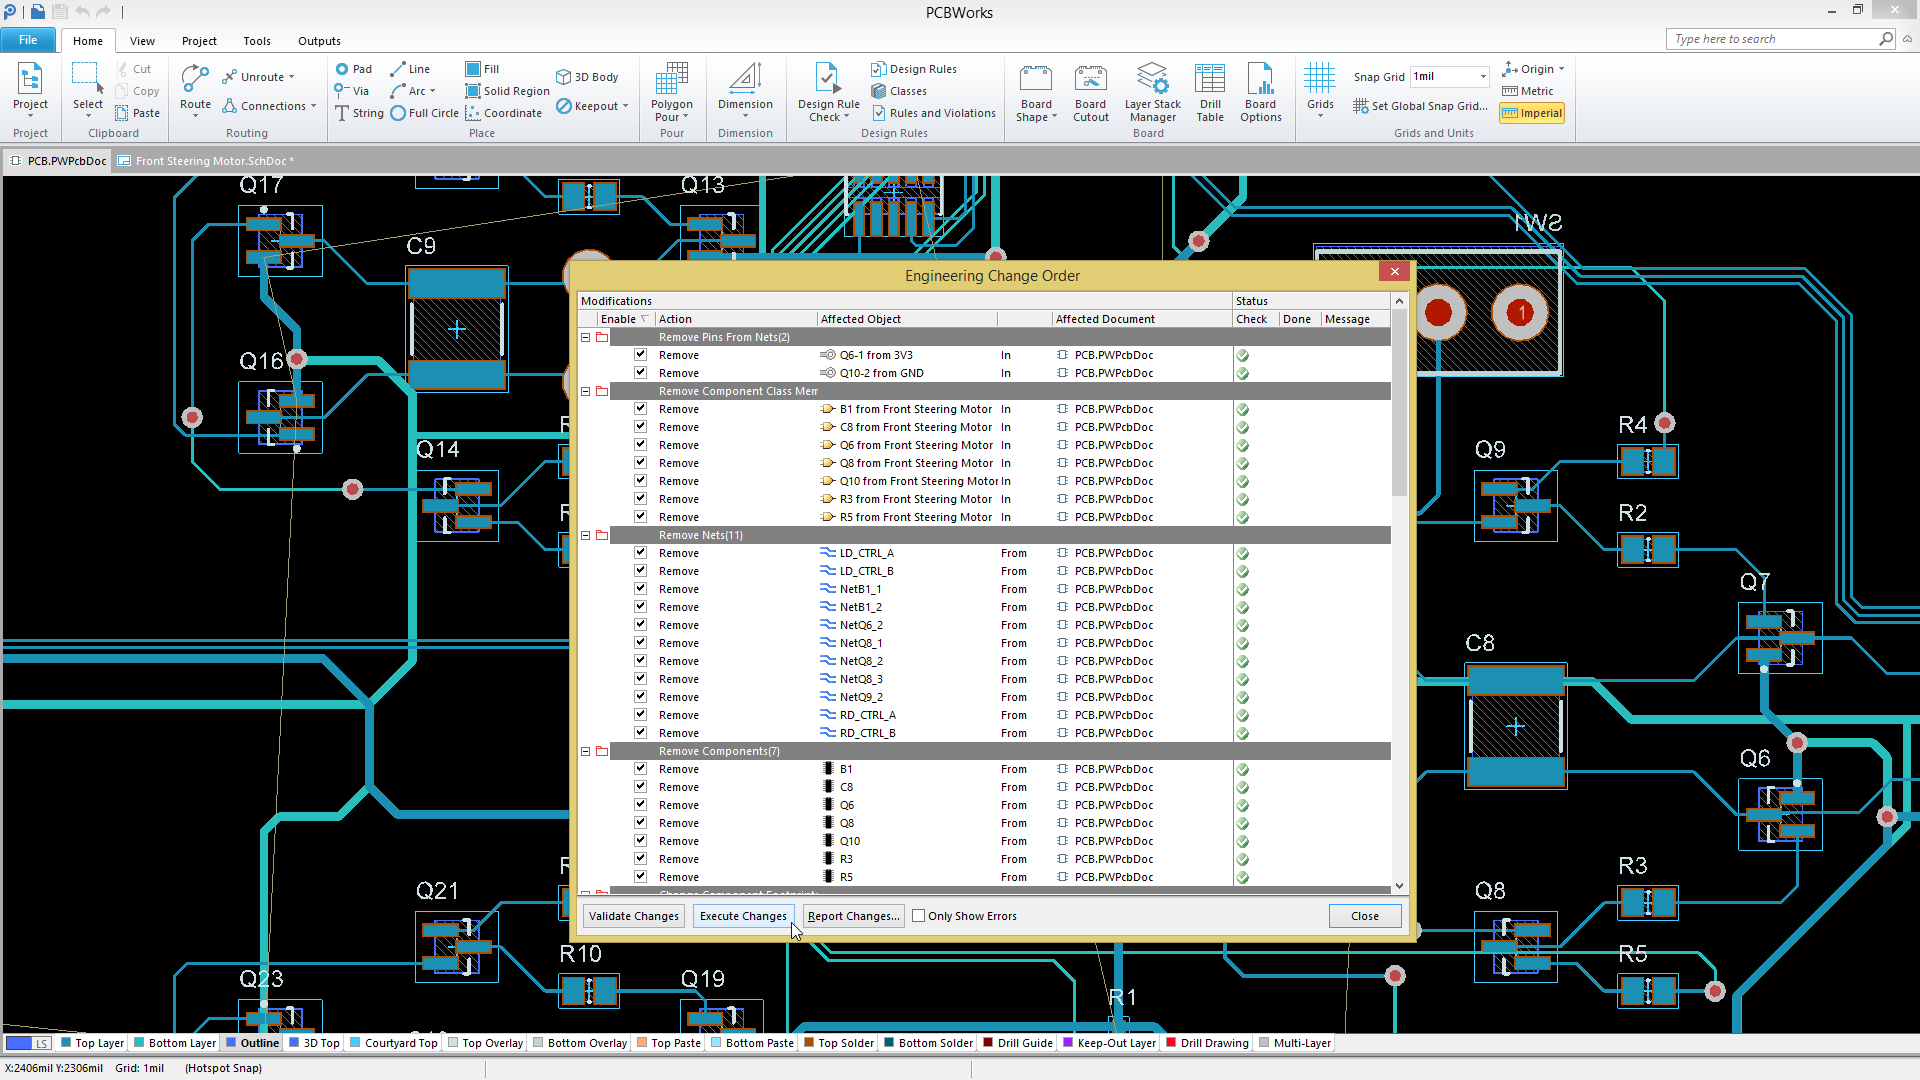 PCBWorks
File Home View Project Tools Outputs
Type here to search
Project
Project
Select
Cut
Copy
Paste
Clipboard
Route
Unroute
Connections
Routing
Pad Line Fill
Via Arc Solid Region
String Full Circle Coordinate
3D Body
Keepout
Place
Polygon Pour
Pour
Dimension
Dimension
Design Rule Check
Design Rules
Classes
Rules and Violations
Design Rules
Board Shape
Board Cutout
Layer Stack Manager
Drill Table
Board Options
Board
Grids
Snap Grid 1mil
Set Global Snap Grid...
Origin
Metric
Imperial
Grids and Units
PCB.PWPcbDoc Front Steering Motor.SchDoc *
Q17
Q13
SW1
C9
1
Q16
Q14
R4
Q9
R2
Q7
C8
Q6
R3
Q8
Q21
R5
R10
Q23
Q19
R1
Engineering Change Order
Modifications Status
Enable Action Affected Object Affected Document Check Done Message
Remove Pins From Nets(2)
Remove Q6-1 from 3V3 In PCB.PWPcbDoc
Remove Q10-2 from GND In PCB.PWPcbDoc
Remove Component Class Mem
Remove B1 from Front Steering Motor In PCB.PWPcbDoc
Remove C8 from Front Steering Motor In PCB.PWPcbDoc
Remove Q6 from Front Steering Motor In PCB.PWPcbDoc
Remove Q8 from Front Steering Motor In PCB.PWPcbDoc
Remove Q10 from Front Steering Motor In PCB.PWPcbDoc
Remove R3 from Front Steering Motor In PCB.PWPcbDoc
Remove R5 from Front Steering Motor In PCB.PWPcbDoc
Remove Nets(11)
Remove LD_CTRL_A From PCB.PWPcbDoc
Remove LD_CTRL_B From PCB.PWPcbDoc
Remove NetB1_1 From PCB.PWPcbDoc
Remove NetB1_2 From PCB.PWPcbDoc
Remove NetQ6_2 From PCB.PWPcbDoc
Remove NetQ8_1 From PCB.PWPcbDoc
Remove NetQ8_2 From PCB.PWPcbDoc
Remove NetQ8_3 From PCB.PWPcbDoc
Remove NetQ9_2 From PCB.PWPcbDoc
Remove RD_CTRL_A From PCB.PWPcbDoc
Remove RD_CTRL_B From PCB.PWPcbDoc
Remove Components(7)
Remove B1 From PCB.PWPcbDoc
Remove C8 From PCB.PWPcbDoc
Remove Q6 From PCB.PWPcbDoc
Remove Q8 From PCB.PWPcbDoc
Remove Q10 From PCB.PWPcbDoc
Remove R3 From PCB.PWPcbDoc
Remove R5 From PCB.PWPcbDoc
Validate Changes Execute Changes Report Changes... Only Show Errors Close
LS Top Layer Bottom Layer Outline 3D Top Courtyard Top Top Overlay Bottom Overlay Top Paste Bottom Paste Top Solder Bottom Solder Drill Guide Keep-Out Layer Drill Drawing Multi-Layer
X:2406mil Y:2306mil Grid: 1mil (Hotspot Snap)